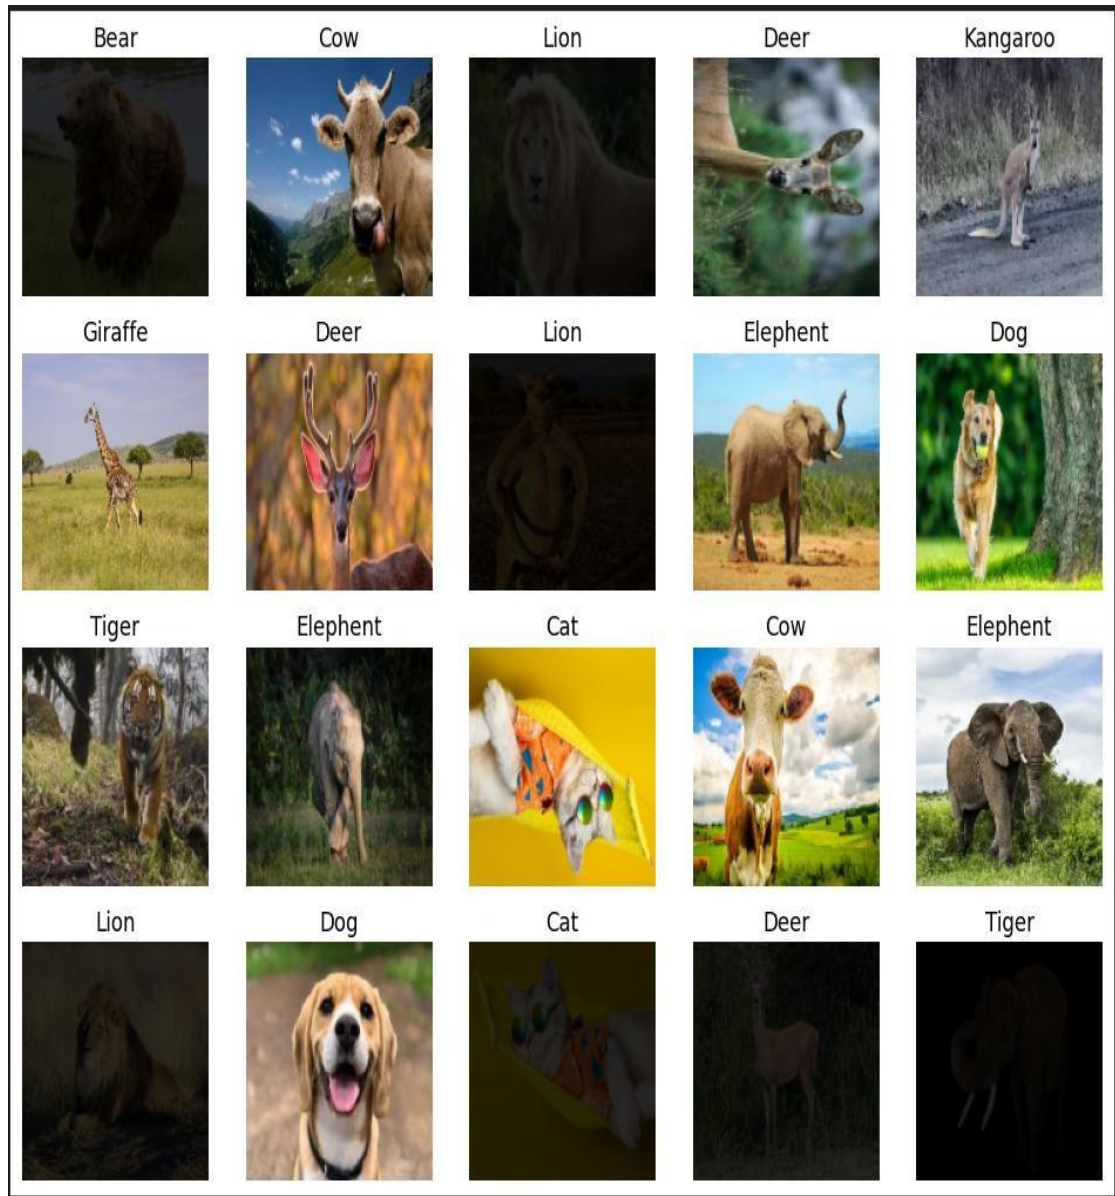 Bear Cow Lion Deer Kangaroo
Giraffe Deer Lion Elephent Dog
Tiger Elephent Cat Cow Elephent
Lion Dog Cat Deer Tiger